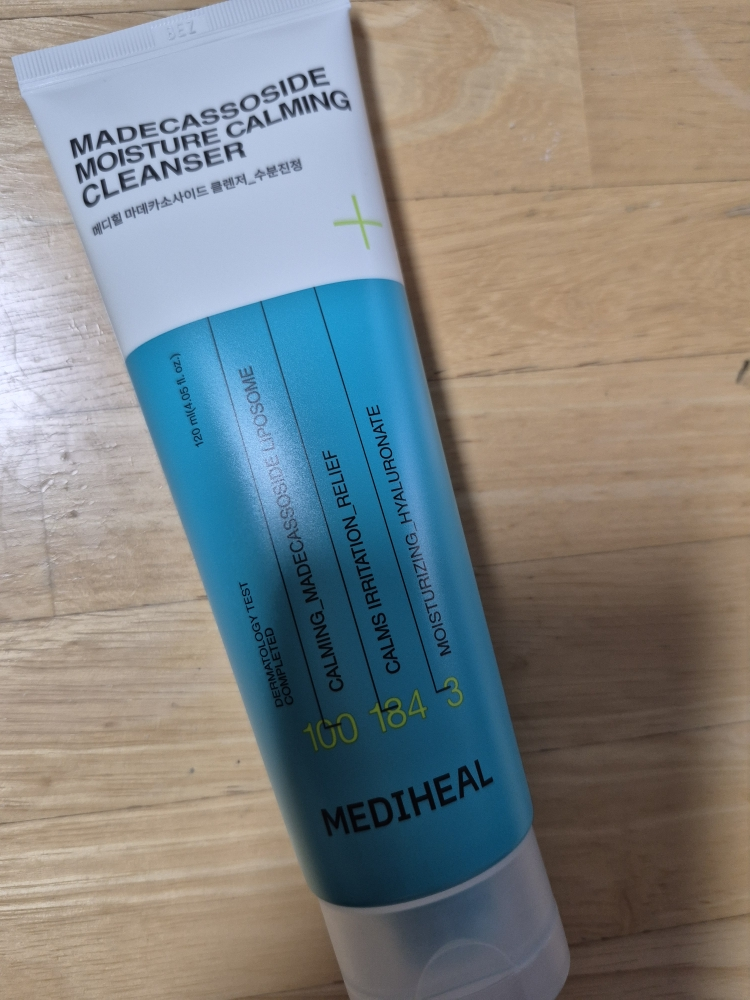 MADECASSOSIDE
MOISTURE CALMING
CLEANSER
메디힐 마데카소사이드 클렌저_수분진정
120 ml(4.05 fl. oz.)
DERMATOLOGY TEST
COMPLETED
CALMING_MADECASSOSIDE LIPOSOME
CALMS IRRITATION_RELIEF
MOISTURIZING_HYALURONATE
100 184 3
MEDIHEAL